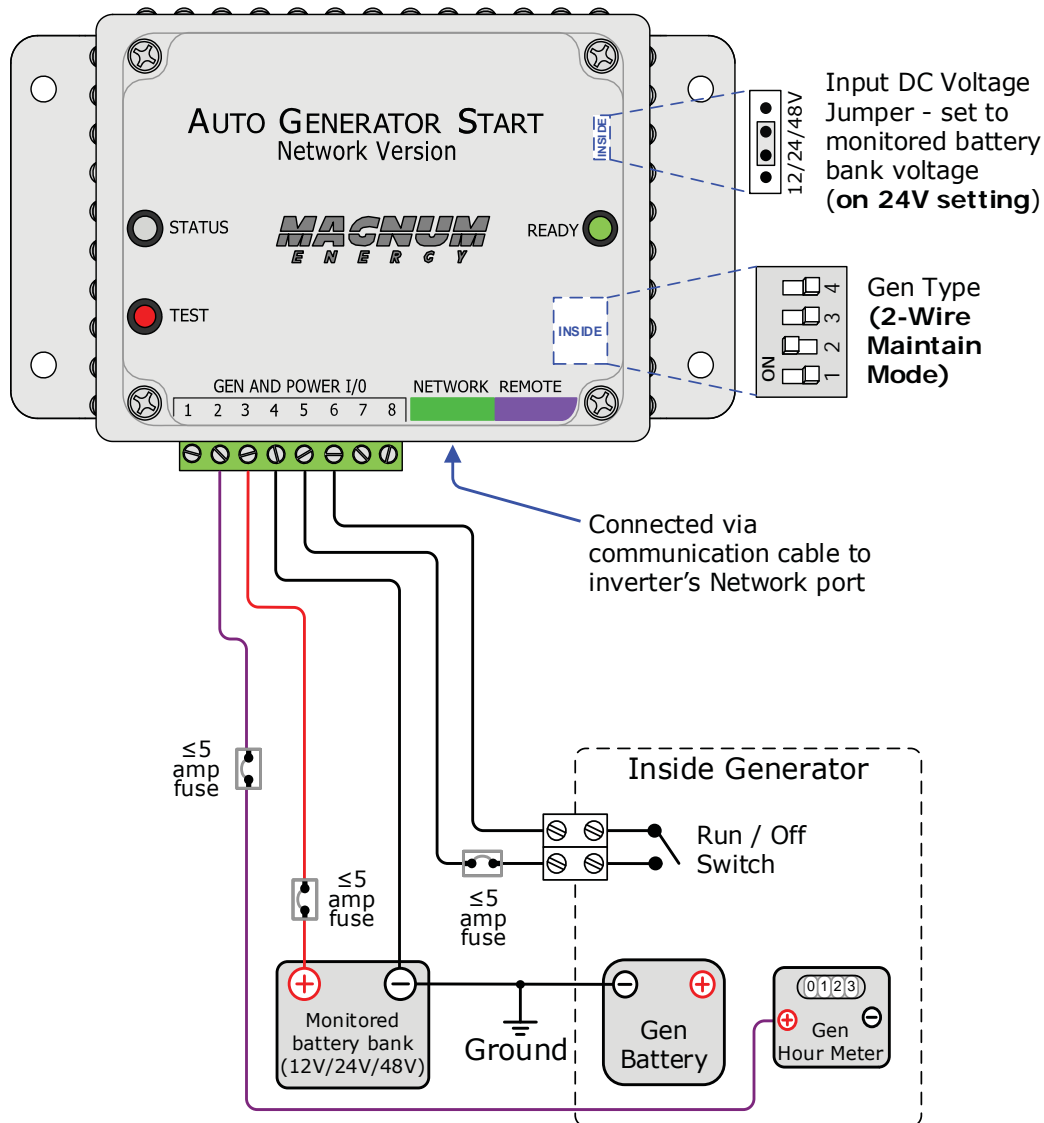 AUTO GENERATOR START
Network Version
INSIDE
STATUS
MAGNUM
ENERGY
READY
TEST
INSIDE
GEN AND POWER I/0
NETWORK REMOTE
1 2 3 4 5 6 7 8
12/24/48V
Input DC Voltage
Jumper - set to
monitored battery
bank voltage
(on 24V setting)
4
3
2
1
ON
Gen Type
(2-Wire
Maintain
Mode)
Connected via
communication cable to
inverter's Network port
≤5
amp
fuse
≤5
amp
fuse
≤5
amp
fuse
Inside Generator
Run / Off
Switch
Monitored
battery bank
(12V/24V/48V)
Ground
Gen
Battery
0123
Gen
Hour Meter